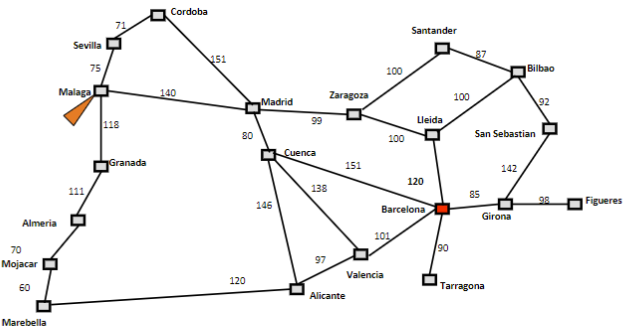 Cordoba
71
Santander
Sevilla
87
151
Bilbao
75
100
Malaga
140
Zaragoza
100
92
Madrid
99
Lleida
118
80
100
San Sebastian
Cuenca
151
142
Granada
120
138
111
146
85
98
Figueres
Barcelona
Girona
Almeria
101
90
70
97
Mojacar
Valencia
60
120
Tarragona
Alicante
Marebella